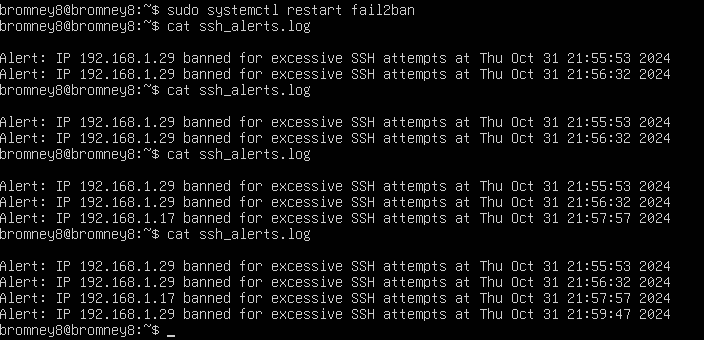 bromney8@bromney8:~$ sudo systemctl restart fail2ban
bromney8@bromney8:~$ cat ssh_alerts.log
Alert: IP 192.168.1.29 banned for excessive SSH attempts at Thu Oct 31 21:55:53 2024
Alert: IP 192.168.1.29 banned for excessive SSH attempts at Thu Oct 31 21:56:32 2024
bromney8@bromney8:~$ cat ssh_alerts.log
Alert: IP 192.168.1.29 banned for excessive SSH attempts at Thu Oct 31 21:55:53 2024
Alert: IP 192.168.1.29 banned for excessive SSH attempts at Thu Oct 31 21:56:32 2024
bromney8@bromney8:~$ cat ssh_alerts.log
Alert: IP 192.168.1.29 banned for excessive SSH attempts at Thu Oct 31 21:55:53 2024
Alert: IP 192.168.1.29 banned for excessive SSH attempts at Thu Oct 31 21:56:32 2024
Alert: IP 192.168.1.17 banned for excessive SSH attempts at Thu Oct 31 21:57:57 2024
bromney8@bromney8:~$ cat ssh_alerts.log
Alert: IP 192.168.1.29 banned for excessive SSH attempts at Thu Oct 31 21:55:53 2024
Alert: IP 192.168.1.29 banned for excessive SSH attempts at Thu Oct 31 21:56:32 2024
Alert: IP 192.168.1.17 banned for excessive SSH attempts at Thu Oct 31 21:57:57 2024
Alert: IP 192.168.1.29 banned for excessive SSH attempts at Thu Oct 31 21:59:47 2024
bromney8@bromney8:~$ _